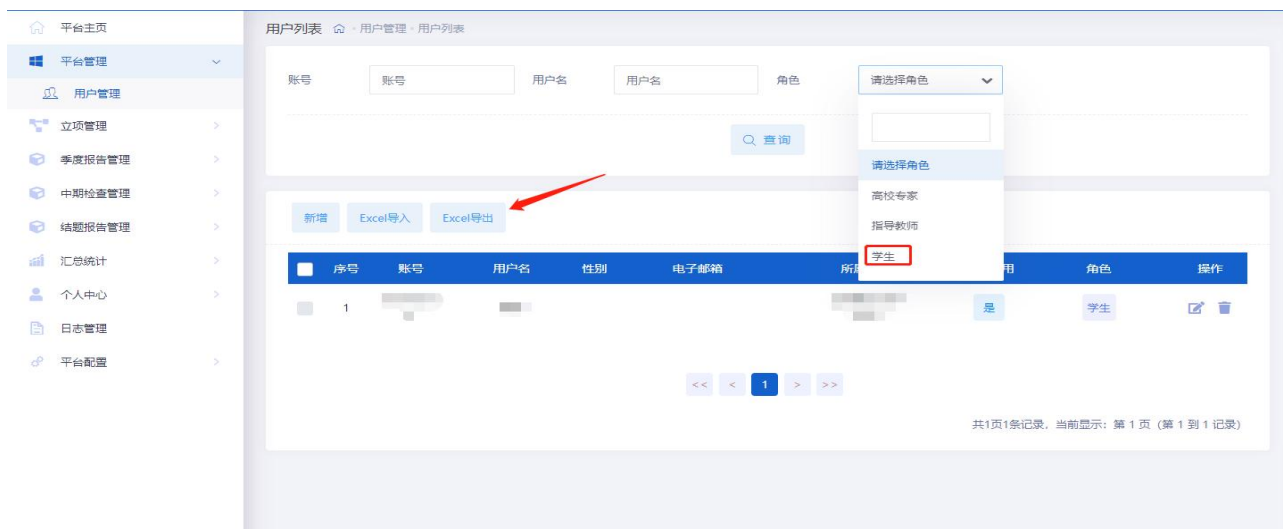 平台主页
平台管理
用户管理
立项管理
季度报告管理
中期检查管理
结题报告管理
汇总统计
个人中心
日志管理
平台配置
用户列表 - 用户管理 - 用户列表
账号 账号 用户名 用户名 角色 请选择角色
查询
请选择角色
高校专家
指导教师
学生
新增 Excel导入 Excel导出
序号 账号 用户名 性别 电子邮箱 所 用 角色 操作
1 是 学生
<< < 1 > >>
共1页1条记录，当前显示：第 1 页 (第 1 到 1 记录)